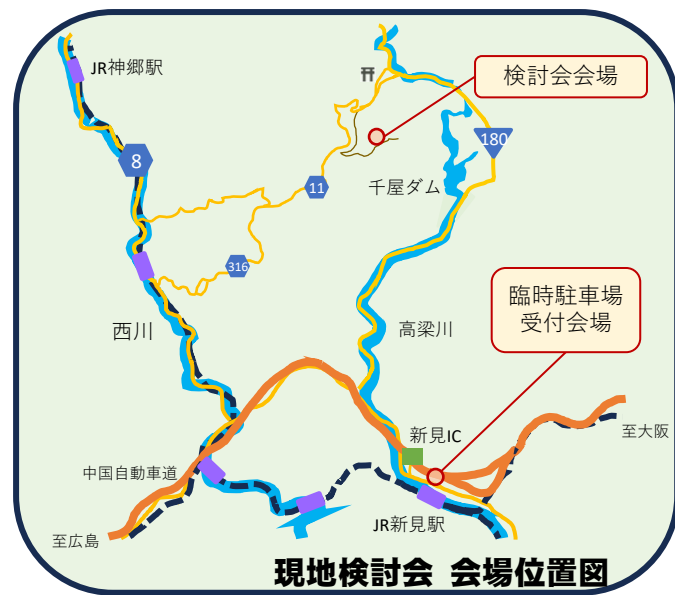 JR神郷駅
検討会会場
8
180
11
千屋ダム
316
臨時駐車場
受付会場
西川
高梁川
新見IC
至大阪
中国自動車道
JR新見駅
至広島
現地検討会 会場位置図